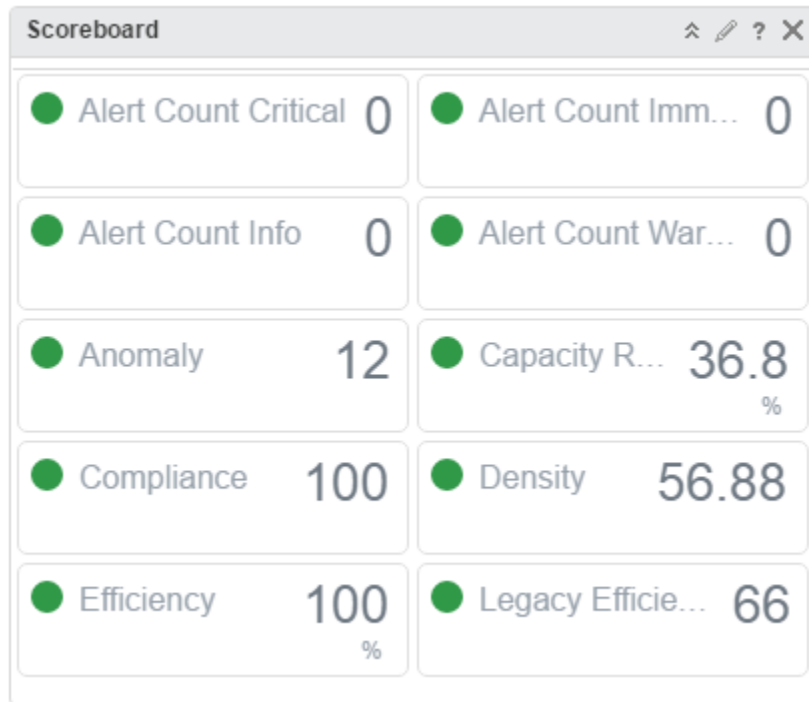 Scoreboard ?
Alert Count Critical 0 Alert Count Imm... 0
Alert Count Info 0 Alert Count War... 0
Anomaly 12 Capacity R... 36.8
%
Compliance 100 Density 56.88
Efficiency 100 Legacy Efficie... 66
%